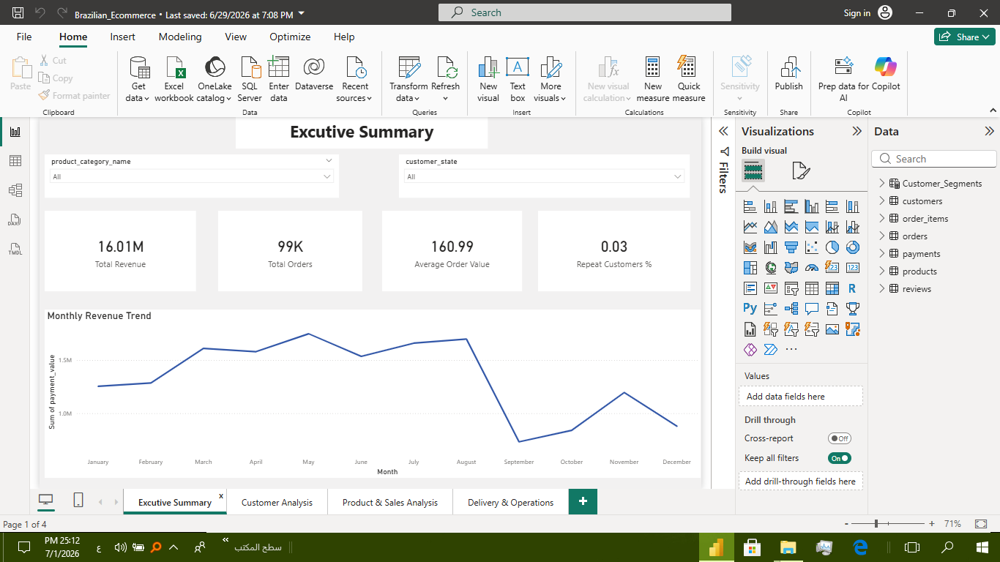 Brazilian_Ecommerce • Last saved: 6/29/2026 at 7:08 PM
Search
Sign in
File Home Insert Modeling View Optimize Help
Share
Paste
Cut
Copy
Format painter
Clipboard
Get data
Excel workbook
OneLake catalog
SQL Server
Enter data
Dataverse
Recent sources
Data
Transform data
Refresh
Queries
New visual
Text box
More visuals
Insert
New visual calculation
New measure
Quick measure
Calculations
Sensitivity
Sensitivity
Publish
Share
Prep data for AI
Copilot
Copilot
DAX
TMDL
Excutive Summary
product_category_name
All
customer_state
All
16.01M
Total Revenue
99K
Total Orders
160.99
Average Order Value
0.03
Repeat Customers %
Monthly Revenue Trend
Sum of payment_value
1.5M
1.0M
January February March April May June July August September October November December
Month
Filters
Visualizations
Build visual
123
123
R
Py
Values
Add data fields here
Drill through
Cross-report
Off
Keep all filters
On
Add drill-through fields here
Data
Search
Customer_Segments
customers
order_items
orders
payments
products
reviews
Excutive Summary x
Customer Analysis
Product & Sales Analysis
Delivery & Operations
+
Page 1 of 4
- + 71%
PM 25:12
7/1/2026
ع
سطح المكتب